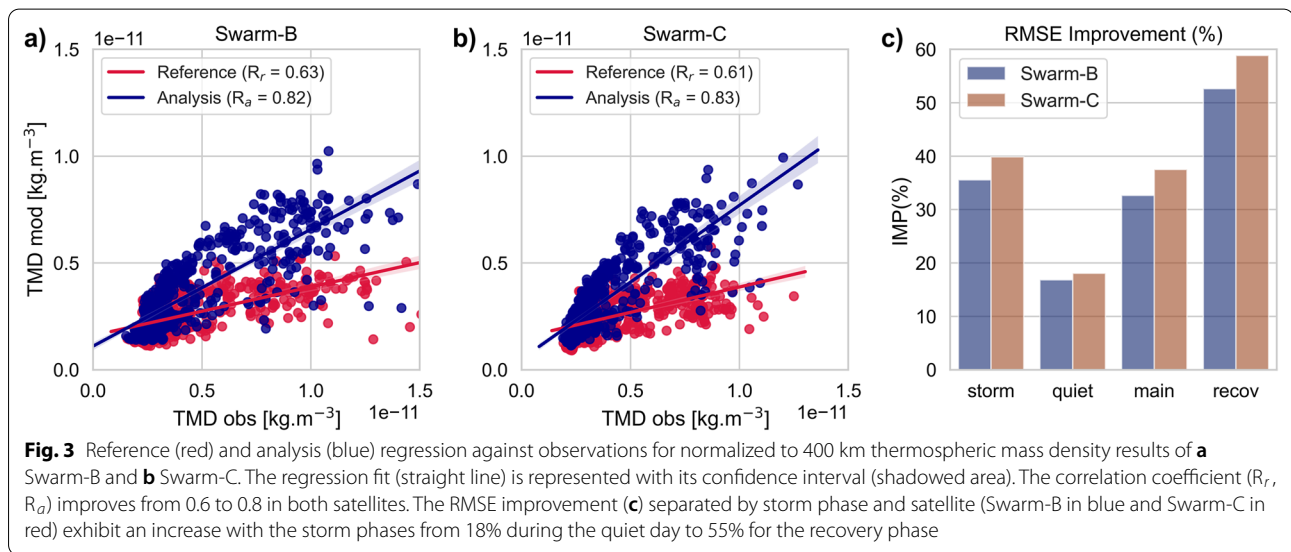 a)
1e−11
Swarm-B
1.5
1.0
0.5
0.0
TMD mod [kg.m⁻³]
Reference (Rᵣ = 0.63)
Analysis (Rₐ = 0.82)
0.0 0.5 1.0 1.5
TMD obs [kg.m⁻³]
1e−11
b)
1e−11
Swarm-C
1.5
1.0
0.5
0.0
Reference (Rᵣ = 0.61)
Analysis (Rₐ = 0.83)
0.0 0.5 1.0 1.5
TMD obs [kg.m⁻³]
1e−11
c)
RMSE Improvement (%)
60
50
40
30
20
10
0
IMP(%)
Swarm-B
Swarm-C
storm quiet main recov
Fig. 3 Reference (red) and analysis (blue) regression against observations for normalized to 400 km thermospheric mass density results of a
Swarm-B and b Swarm-C. The regression fit (straight line) is represented with its confidence interval (shadowed area). The correlation coefficient (Rᵣ,
Rₐ) improves from 0.6 to 0.8 in both satellites. The RMSE improvement (c) separated by storm phase and satellite (Swarm-B in blue and Swarm-C in
red) exhibit an increase with the storm phases from 18% during the quiet day to 55% for the recovery phase